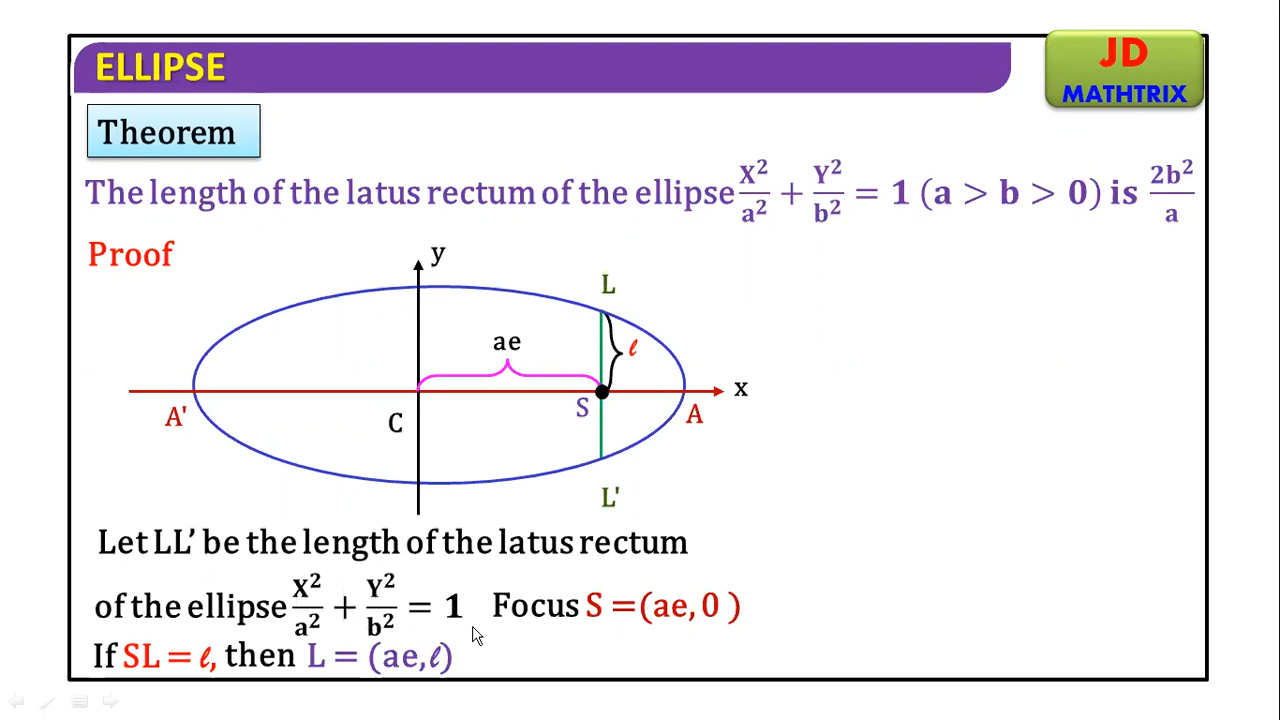 ELLIPSE
JD
MATHTRIX
Theorem
The length of the latus rectum of the ellipse X²/a² + Y²/b² = 1 (a > b > 0) is 2b²/a
Proof
y
L
ae
ℓ
x
A'
C
S
A
L'
Let LL’ be the length of the latus rectum
of the ellipse X²/a² + Y²/b² = 1 Focus S =(ae, 0 )
If SL = ℓ, then L = (ae,ℓ)